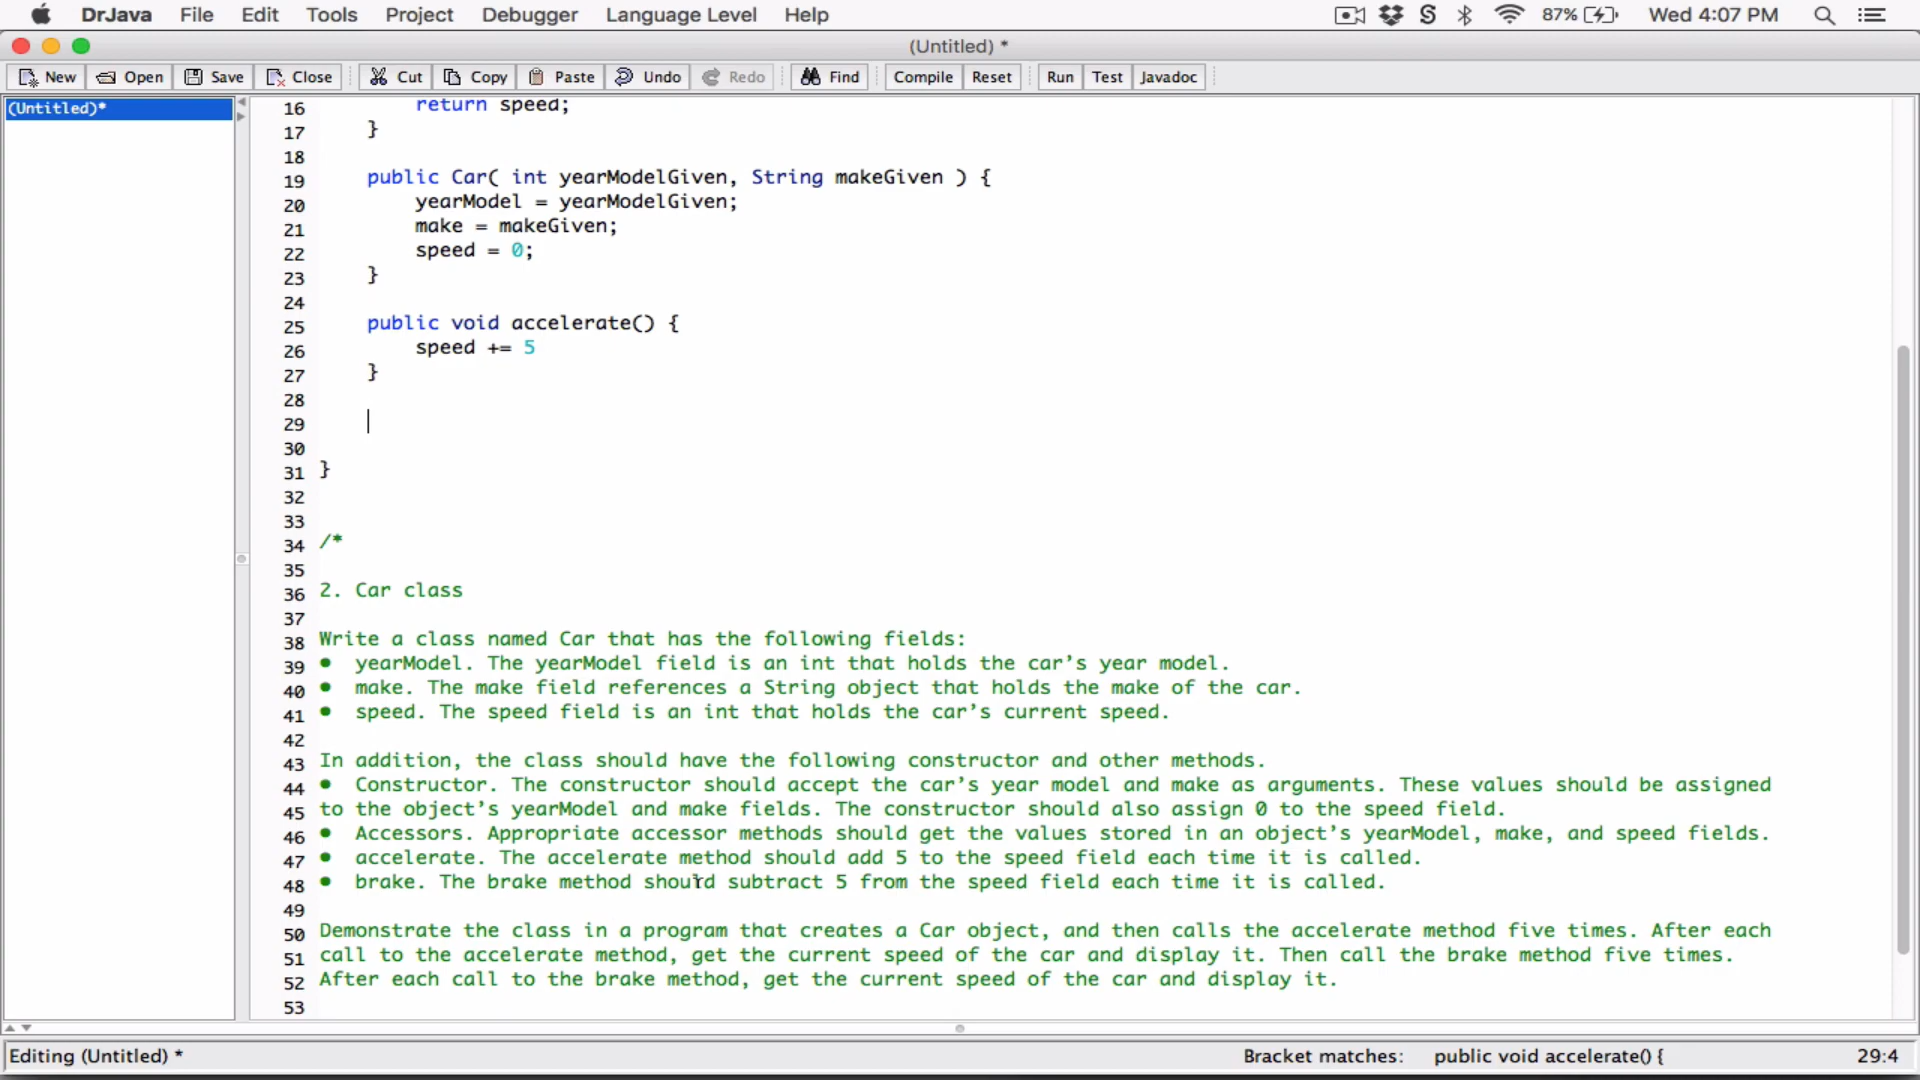 DrJava File Edit Tools Project Debugger Language Level Help 87% Wed 4:07 PM
(Untitled) *
New Open Save Close Cut Copy Paste Undo Redo Find Compile Reset Run Test Javadoc
(Untitled)*
16 return speed;
17 }
18
19 public Car( int yearModelGiven, String makeGiven ) {
20 yearModel = yearModelGiven;
21 make = makeGiven;
22 speed = 0;
23 }
24
25 public void accelerate() {
26 speed += 5
27 }
28
29
30
31 }
32
33
34 /*
35
36 2. Car class
37
38 Write a class named Car that has the following fields:
39 • yearModel. The yearModel field is an int that holds the car’s year model.
40 • make. The make field references a String object that holds the make of the car.
41 • speed. The speed field is an int that holds the car’s current speed.
42
43 In addition, the class should have the following constructor and other methods.
44 • Constructor. The constructor should accept the car’s year model and make as arguments. These values should be assigned
45 to the object’s yearModel and make fields. The constructor should also assign 0 to the speed field.
46 • Accessors. Appropriate accessor methods should get the values stored in an object’s yearModel, make, and speed fields.
47 • accelerate. The accelerate method should add 5 to the speed field each time it is called.
48 • brake. The brake method should subtract 5 from the speed field each time it is called.
49
50 Demonstrate the class in a program that creates a Car object, and then calls the accelerate method five times. After each
51 call to the accelerate method, get the current speed of the car and display it. Then call the brake method five times.
52 After each call to the brake method, get the current speed of the car and display it.
53
Editing (Untitled) * Bracket matches: public void accelerate() { 29:4